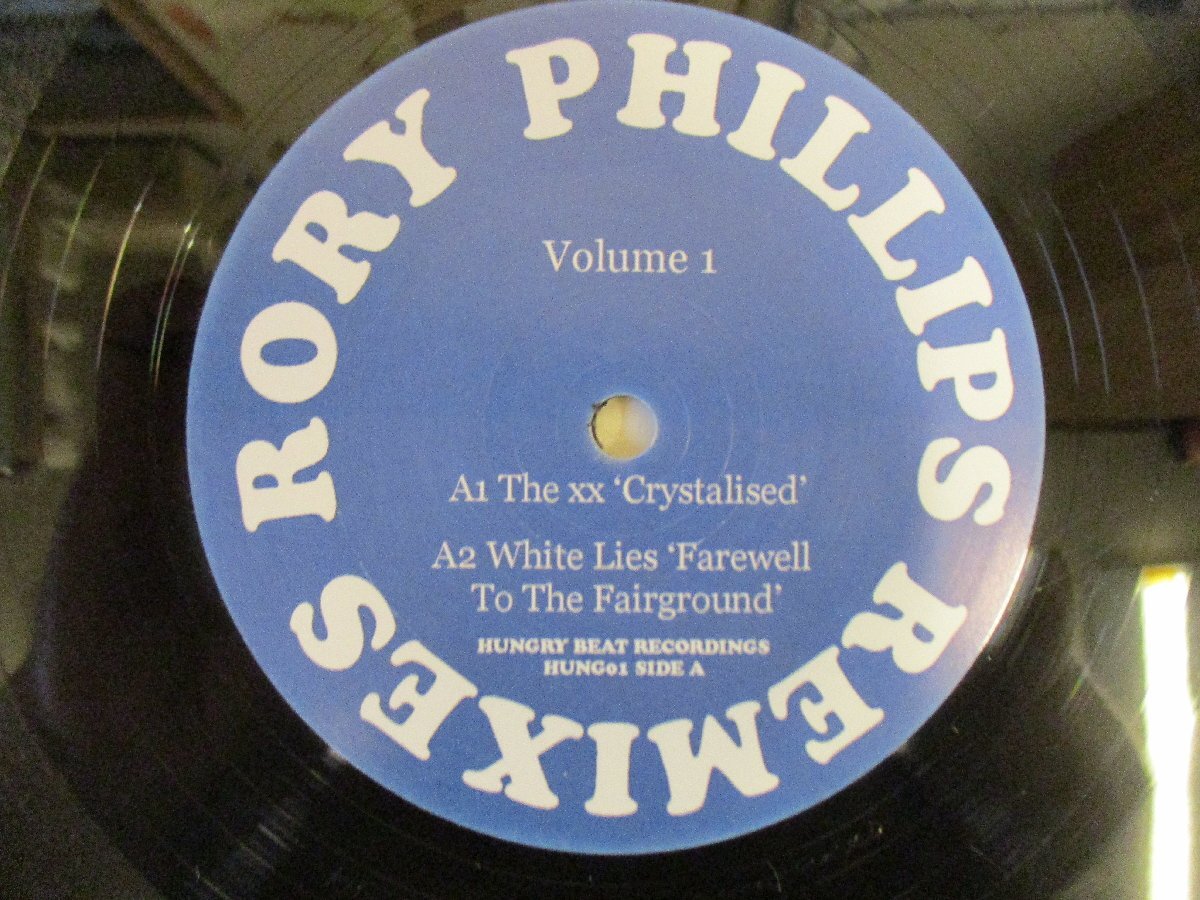 RORY PHILLIPS REMIXES
Volume 1
A1 The xx ‘Crystalised’
A2 White Lies ‘Farewell
To The Fairground’
HUNGRY BEAT RECORDINGS
HUNG01 SIDE A